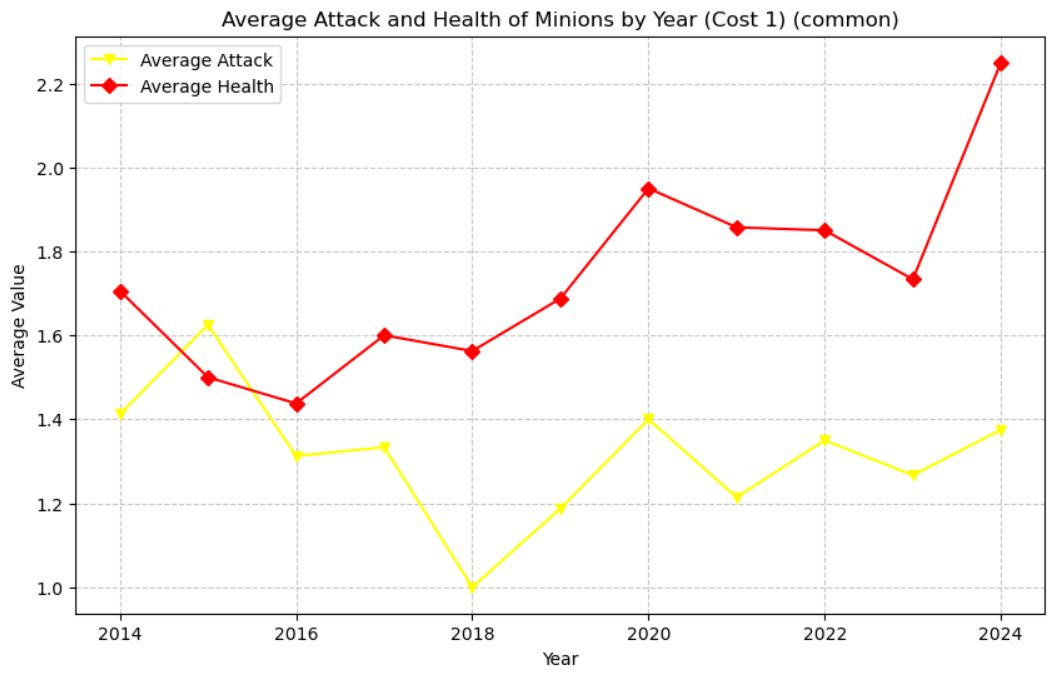 Average Attack and Health of Minions by Year (Cost 1) (common)
Average Attack
Average Health
2.2
2.0
1.8
1.6
1.4
1.2
1.0
Average Value
2014 2016 2018 2020 2022 2024
Year